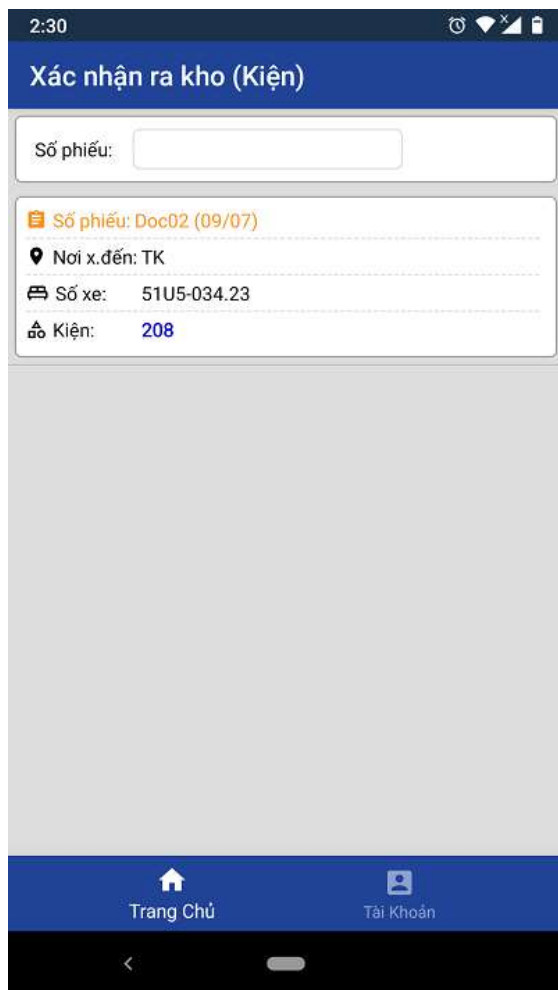 2:30
Xác nhận ra kho (Kiện)
Số phiếu:
Số phiếu: Doc02 (09/07)
Nơi x.đến: TK
Số xe: 51U5-034.23
Kiện: 208
Trang Chủ
Tài Khoản